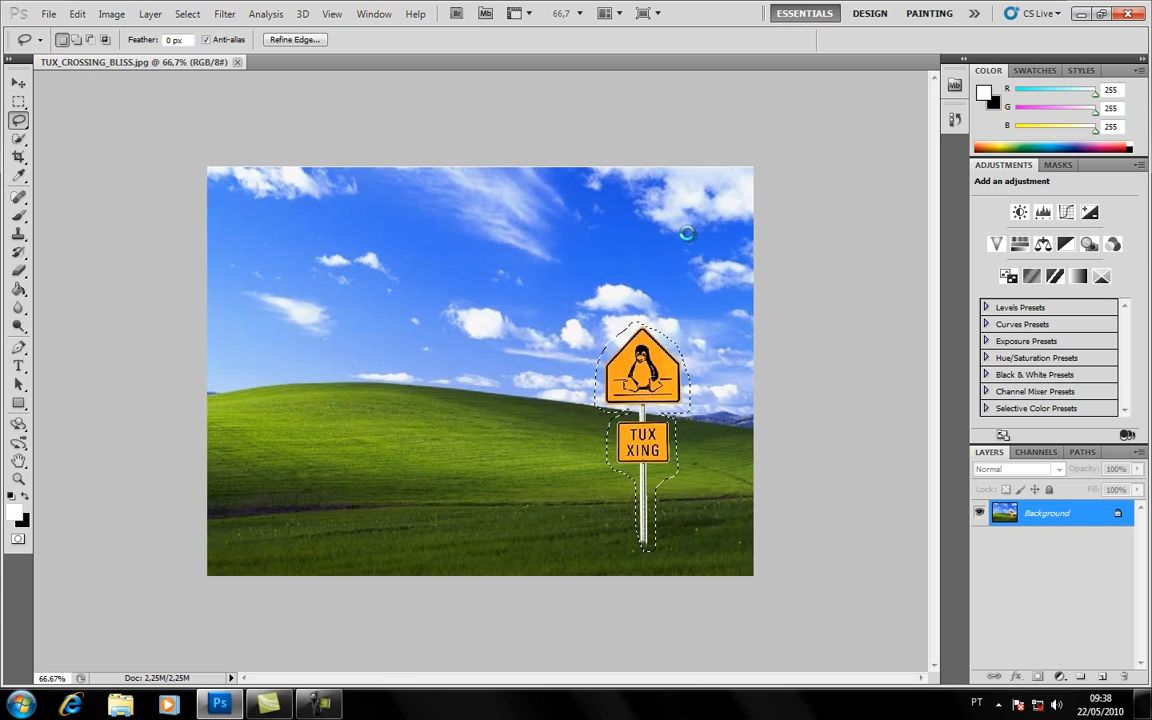 Ps File Edit Image Layer Select Filter Analysis 3D View Window Help Br Mb 66,7 ESSENTIALS DESIGN PAINTING CS Live
Feather: 0 px Anti-alias Refine Edge...
TUX_CROSSING_BLISS.jpg @ 66,7% (RGB/8#)
COLOR SWATCHES STYLES
Mb
R 255
G 255
B 255
ADJUSTMENTS MASKS
Add an adjustment
Levels Presets
Curves Presets
Exposure Presets
Hue/Saturation Presets
Black & White Presets
Channel Mixer Presets
Selective Color Presets
TUX
XING
LAYERS CHANNELS PATHS
Normal Opacity: 100%
Lock: Fill: 100%
Background
66,67% Doc: 2,25M/2,25M
Ps PT 09:38
22/05/2010